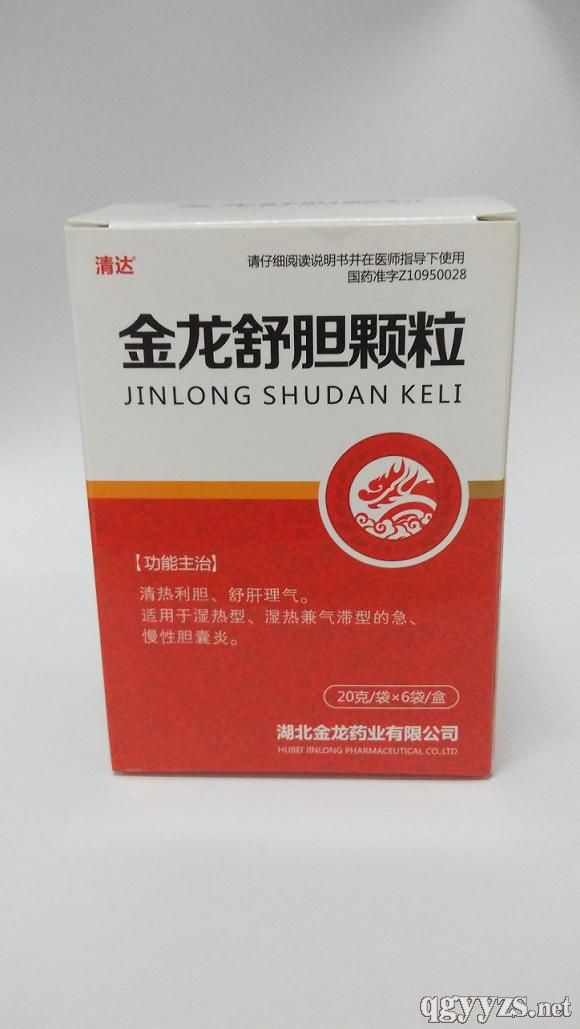 清达®
请仔细阅读说明书并在医师指导下使用
国药准字Z10950028
金龙舒胆颗粒
JINLONG SHUDAN KELI
【功能主治】
清热利胆、舒肝理气。
适用于湿热型、湿热兼气滞型的急、
慢性胆囊炎。
20克/袋×6袋/盒
湖北金龙药业有限公司
HUBEI JINLONG PHARMACEUTICAL CO.,LTD
qgyyzs.net